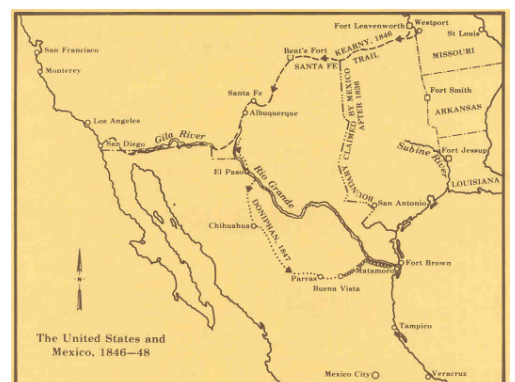 Fort Leavenworth
Westport
St Louis
San Francisco
Monterey
Bent's Fort
KEARNY, 1846
SANTA FE
TRAIL
MISSOURI
Santa Fe
Albuquerque
BOUNDARY CLAIMED BY MEXICO
AFTER 1836
Fort Smith
ARKANSAS
Los Angeles
San Diego
Gila River
El Paso
Rio Grande
Sabine River
Fort Jessup
LOUISIANA
San Antonio
Chihuahua
DONIPHAN, 1847
Parras
Buena Vista
Matamoros
Fort Brown
N
The United States and
Mexico, 1846—48
Tampico
Mexico City
Veracruz